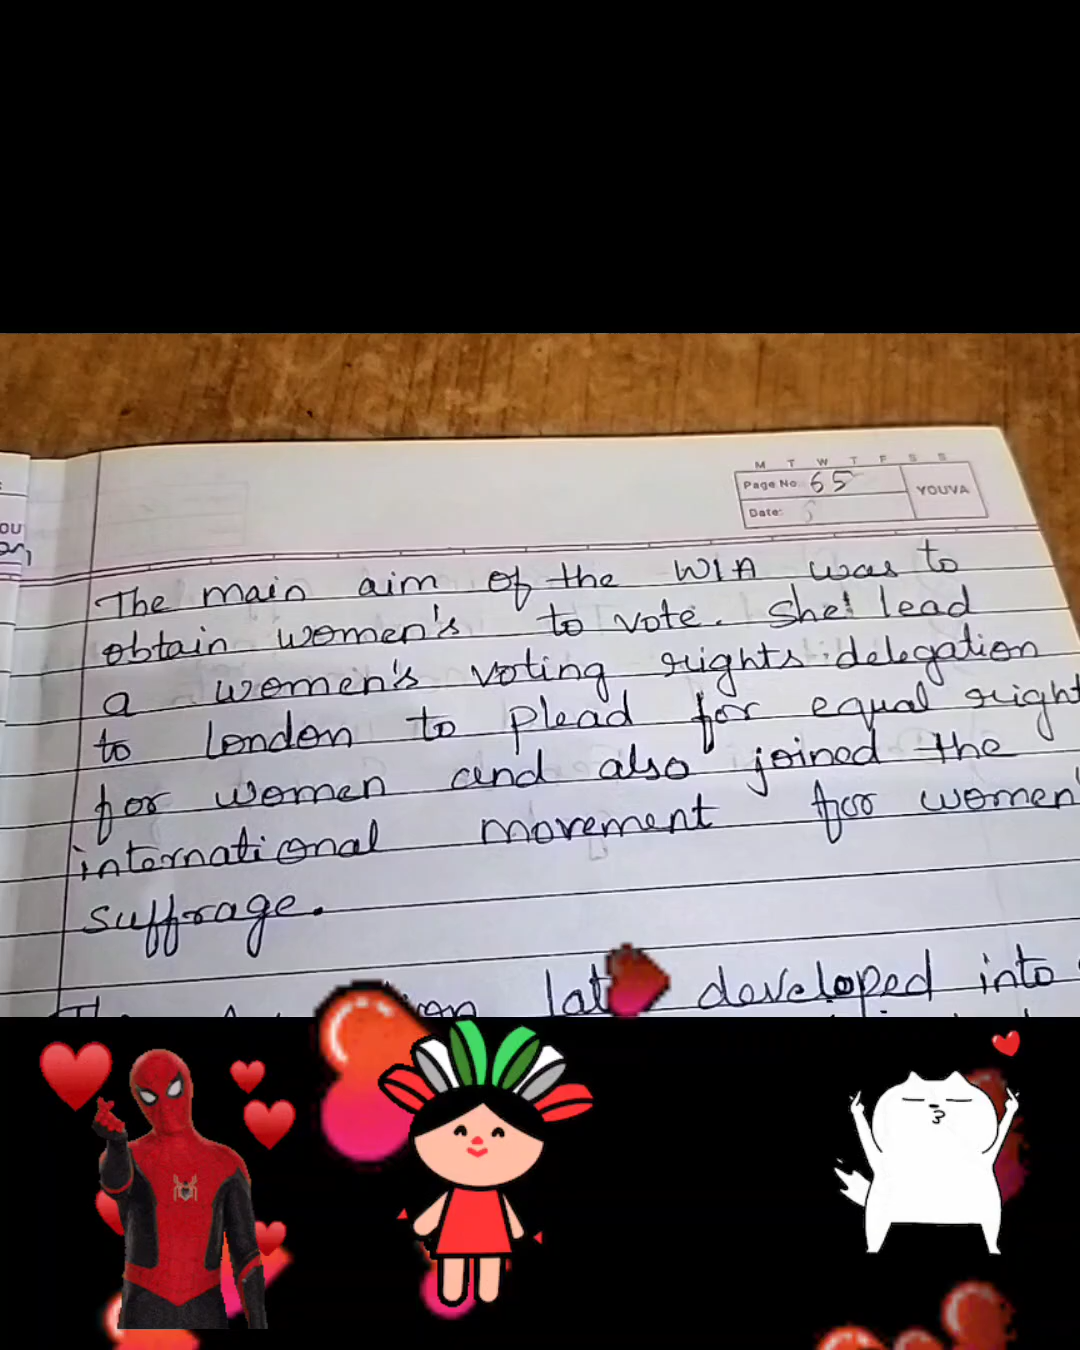 M T W T F S S
Page No. 65
YOUVA
Date:
OU
The main aim of the WIA was to
obtain women's to vote. She lead
a women's voting rights delegation
to london to plead for equal right
for women and also joined the
international movement for women'
suffrage.
developed into